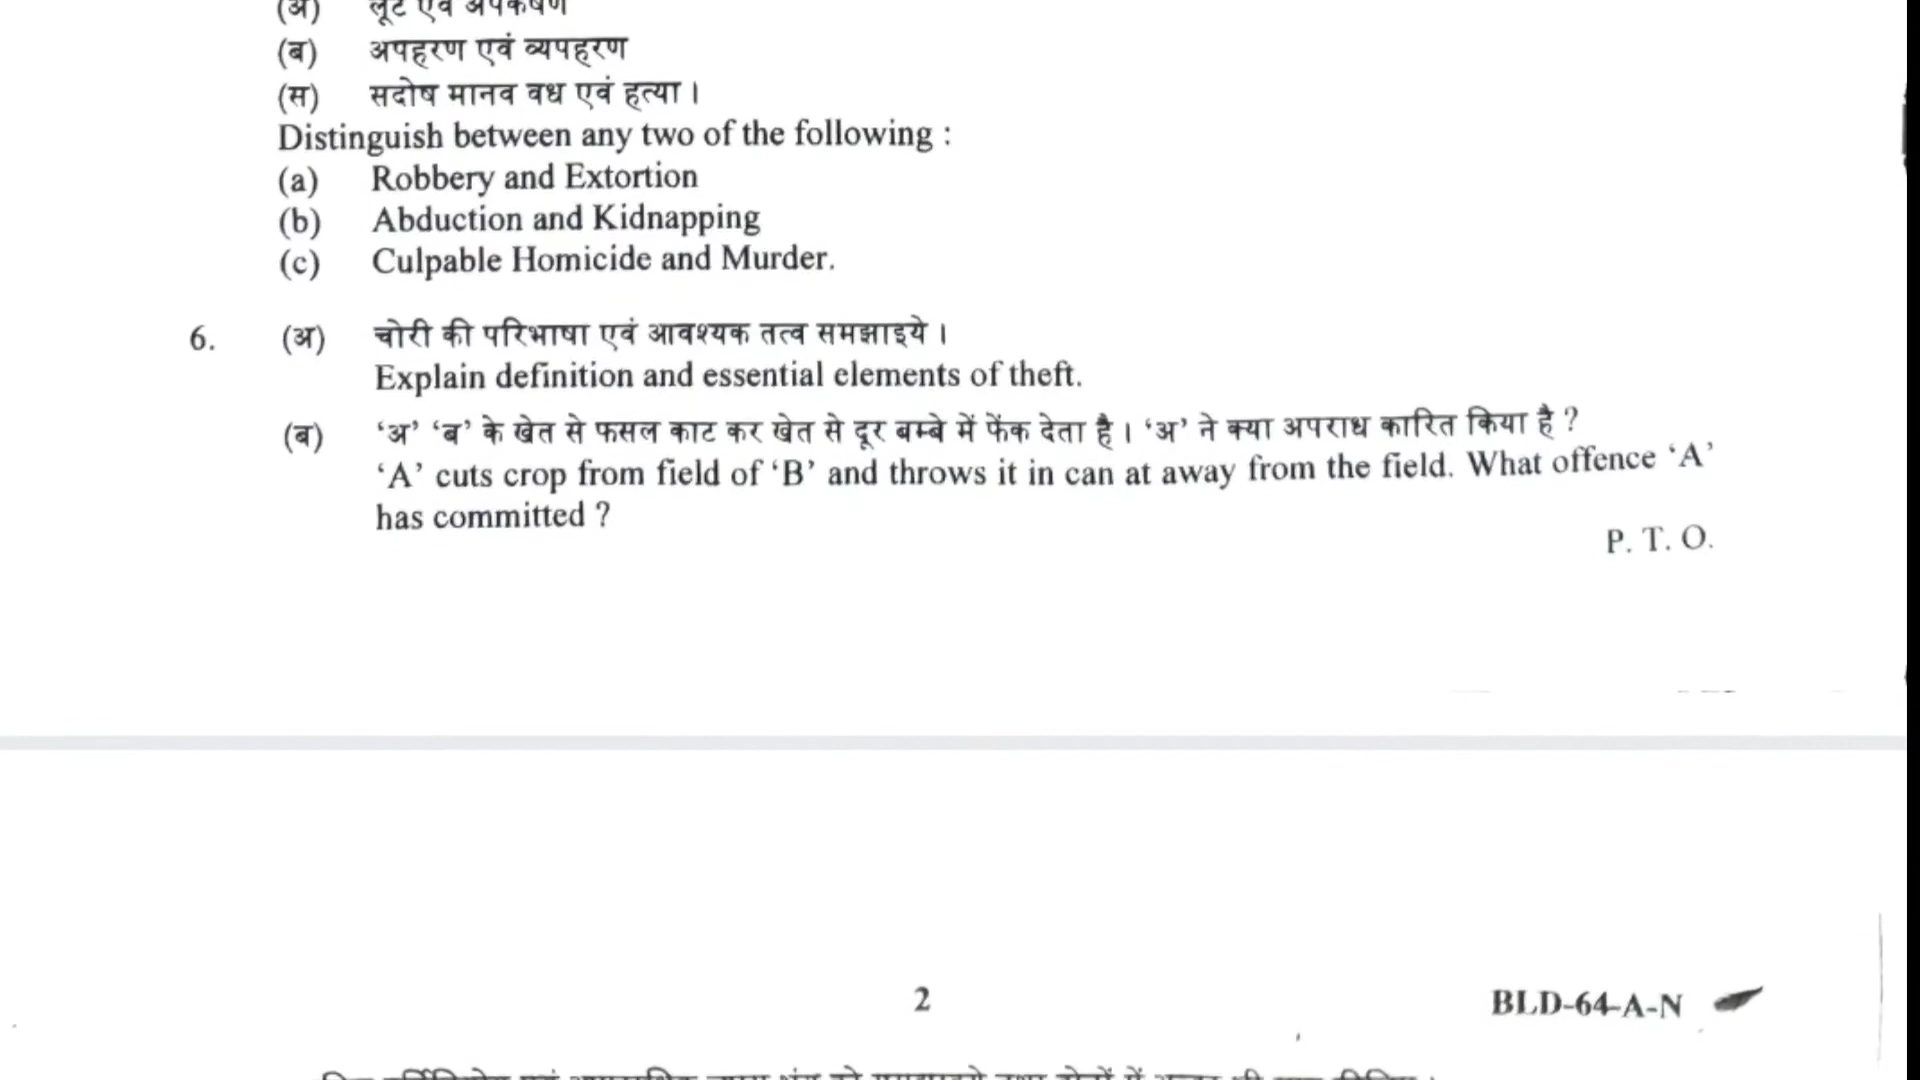 (अ) लूट एवं अपकर्षण
(ब) अपहरण एवं व्यपहरण
(स) सदोष मानव वध एवं हत्या ।
Distinguish between any two of the following :
(a) Robbery and Extortion
(b) Abduction and Kidnapping
(c) Culpable Homicide and Murder.
6. (अ) चोरी की परिभाषा एवं आवश्यक तत्व समझाइये ।
Explain definition and essential elements of theft.
(ब) ‘अ’ ‘ब’ के खेत से फसल काट कर खेत से दूर बम्बे में फेंक देता है । ‘अ’ ने क्या अपराध कारित किया है ?
‘A’ cuts crop from field of ‘B’ and throws it in can at away from the field. What offence ‘A’
has committed ?
P. T. O.
2 BLD-64-A-N